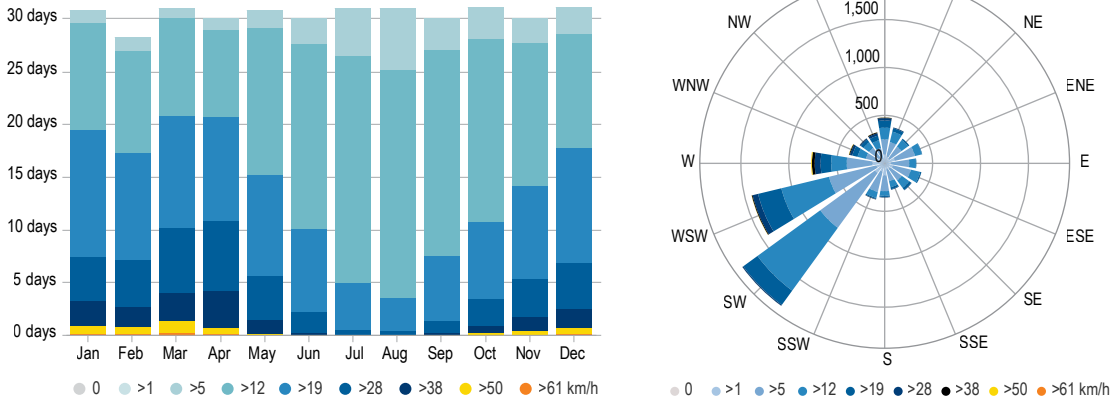 30 days
25 days
20 days
15 days
10 days
5 days
0 days
Jan Feb Mar Apr May Jun Jul Aug Sep Oct Nov Dec
0 >1 >5 >12 >19 >28 >38 >50 >61 km/h
1,500
1,000
500
0
NW
NE
WNW
ENE
W
E
WSW
ESE
SW
SE
SSW
SSE
S
0 >1 >5 >12 >19 >28 >38 >50 >61 km/h